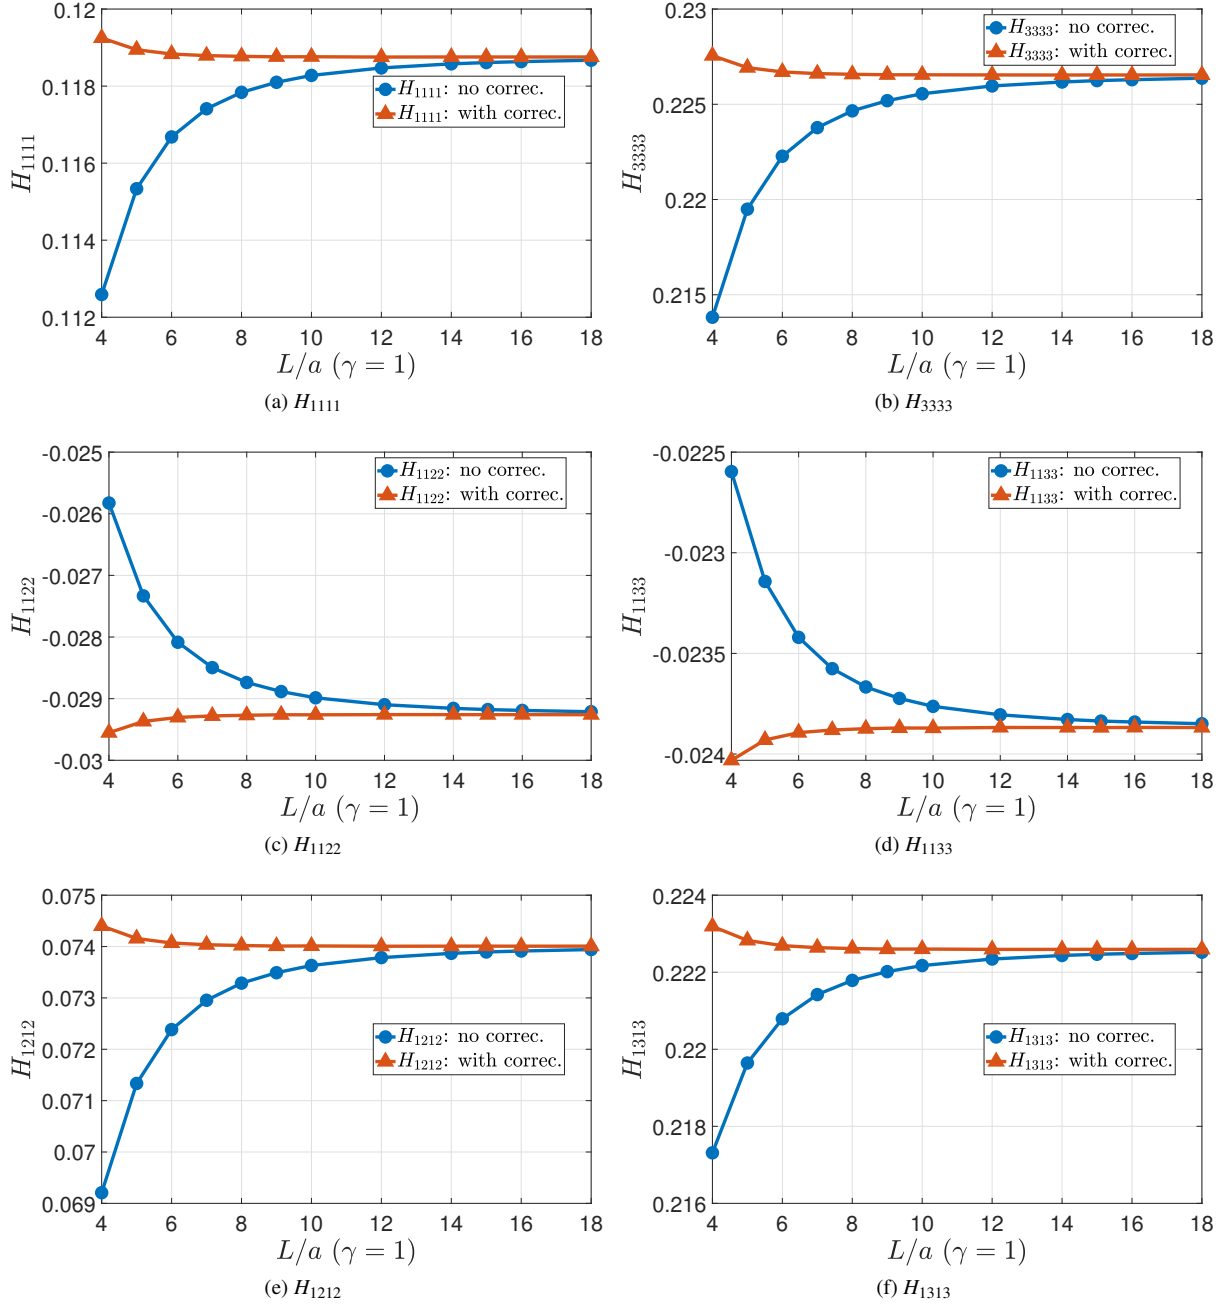 0.12
0.118
0.116
0.114
0.112
H1111
H1111: no correc.
H1111: with correc.
4 6 8 10 12 14 16 18
L/a (γ = 1)
(a) H1111
0.23
0.225
0.22
0.215
H3333
H3333: no correc.
H3333: with correc.
4 6 8 10 12 14 16 18
L/a (γ = 1)
(b) H3333
-0.025
-0.026
-0.027
-0.028
-0.029
-0.03
H1122
H1122: no correc.
H1122: with correc.
4 6 8 10 12 14 16 18
L/a (γ = 1)
(c) H1122
-0.0225
-0.023
-0.0235
-0.024
H1133
H1133: no correc.
H1133: with correc.
4 6 8 10 12 14 16 18
L/a (γ = 1)
(d) H1133
0.075
0.074
0.073
0.072
0.071
0.07
0.069
H1212
H1212: no correc.
H1212: with correc.
4 6 8 10 12 14 16 18
L/a (γ = 1)
(e) H1212
0.224
0.222
0.22
0.218
0.216
H1313
H1313: no correc.
H1313: with correc.
4 6 8 10 12 14 16 18
L/a (γ = 1)
(f) H1313